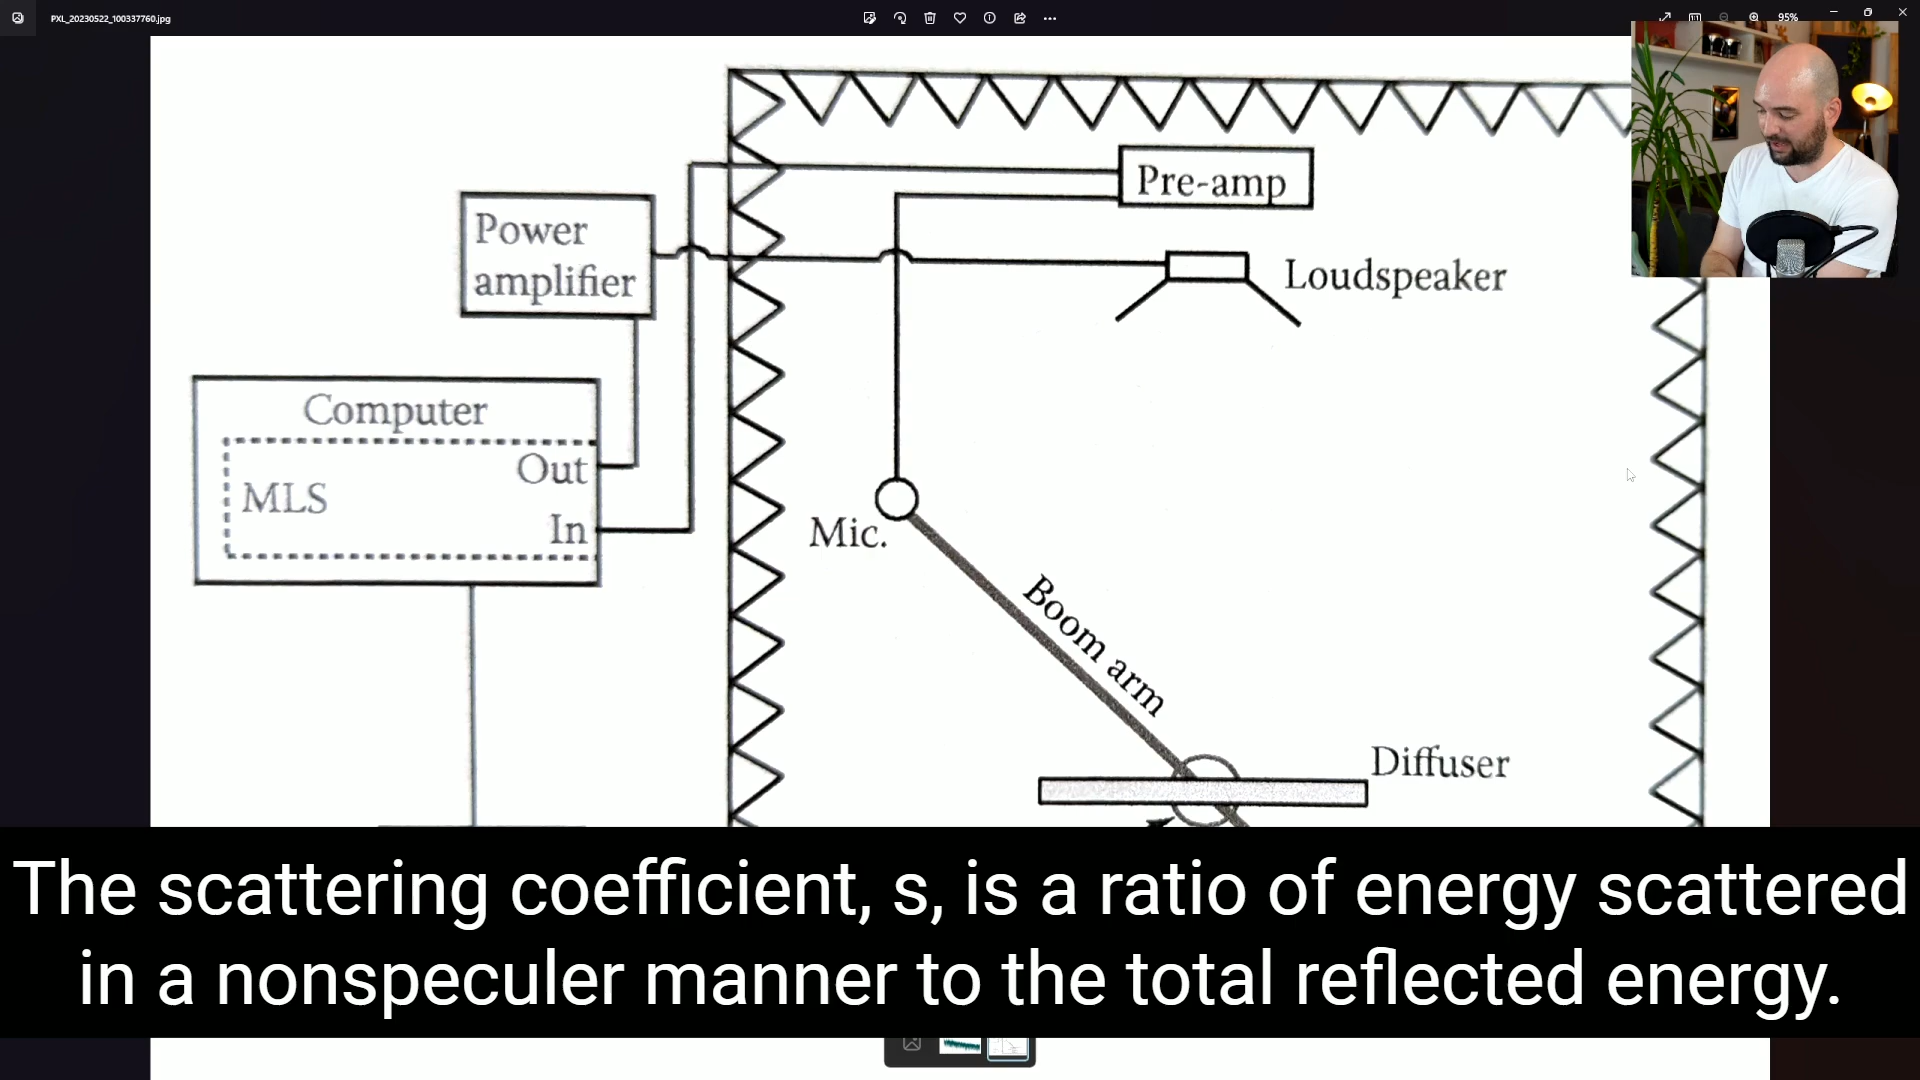 PXL_20230522_100337760.jpg
95%
Pre-amp
Power
amplifier
Loudspeaker
Computer
Out
MLS
In
Mic.
Boom arm
Diffuser
The scattering coefficient, s, is a ratio of energy scattered
in a nonspeculer manner to the total reflected energy.